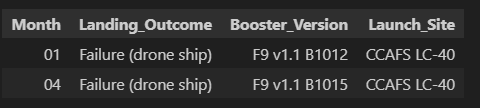 Month Landing_Outcome Booster_Version Launch_Site
01 Failure (drone ship) F9 v1.1 B1012 CCAFS LC-40
04 Failure (drone ship) F9 v1.1 B1015 CCAFS LC-40